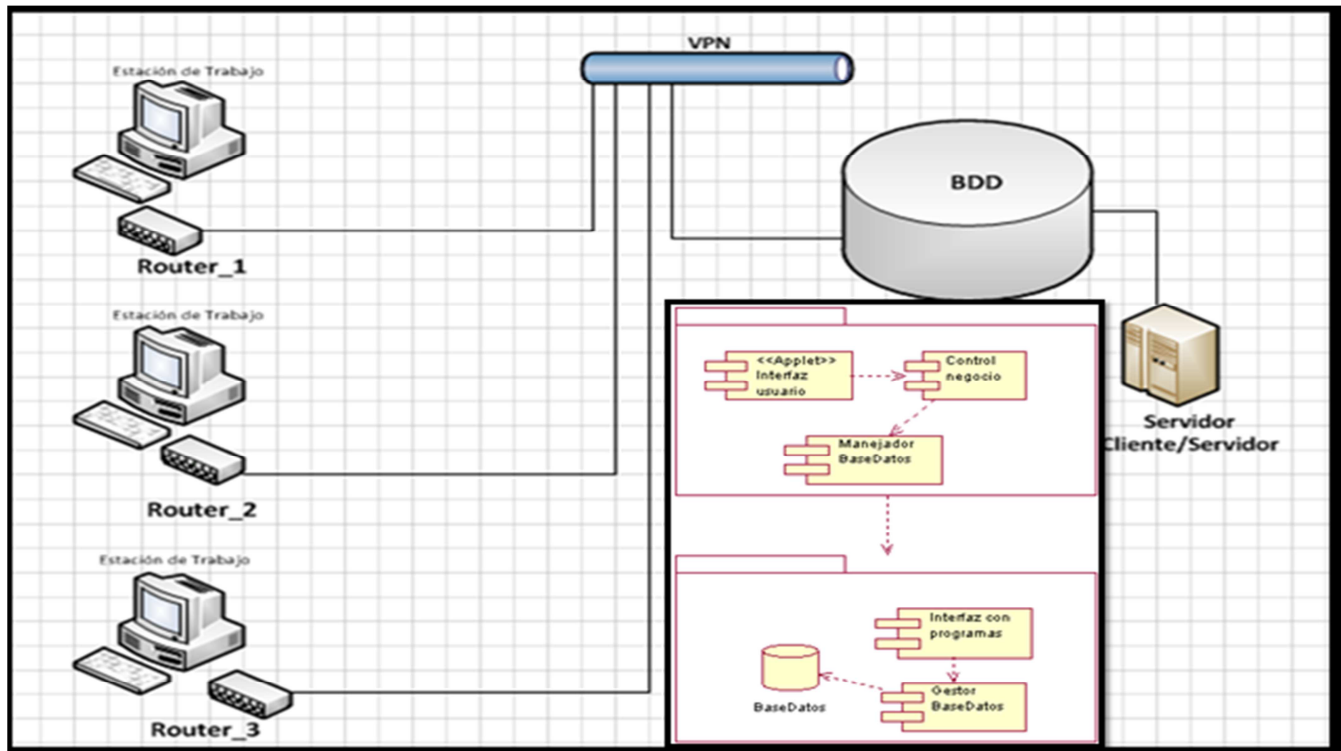 VPN
Estación de Trabajo
Router_1
Estación de Trabajo
Router_2
Estación de Trabajo
Router_3
BDD
Servidor
Cliente/Servidor
<<Applet>>
Interfaz
usuario
Control
negocio
Manejador
BaseDatos
Interfaz con
programas
Gestor
BaseDatos
BaseDatos